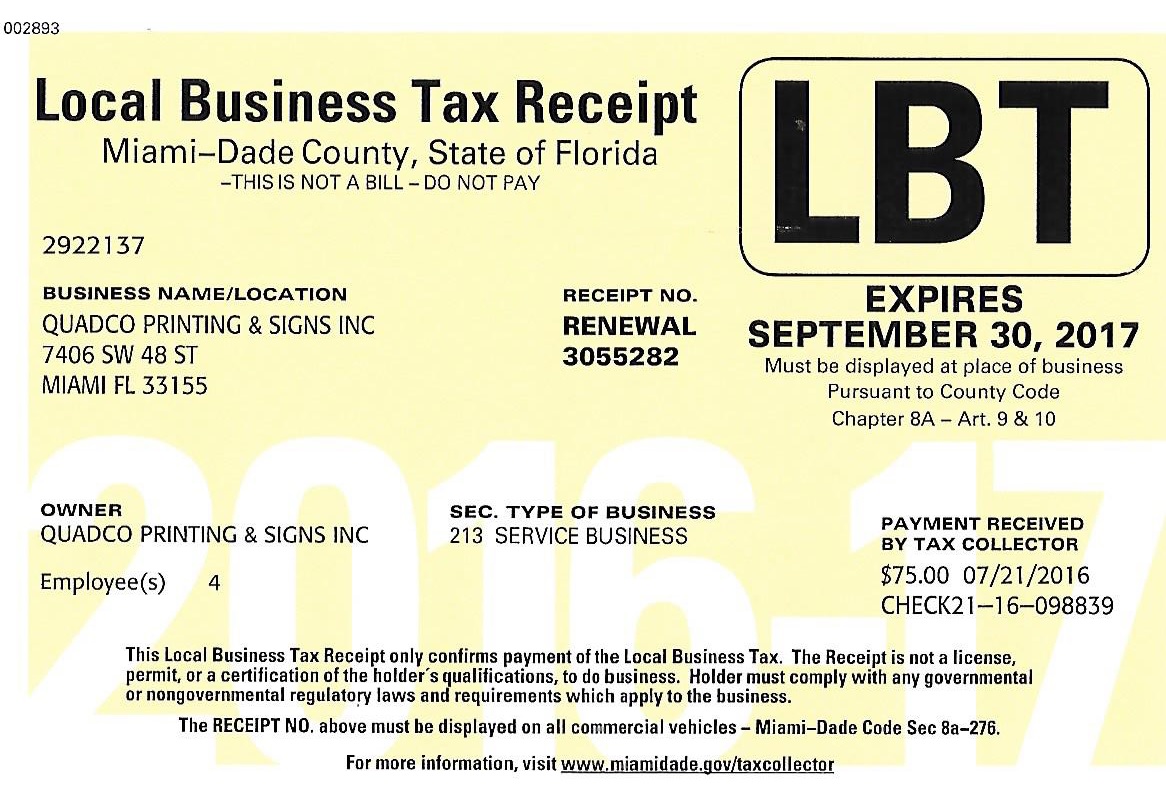 002893
Local Business Tax Receipt
Miami–Dade County, State of Florida
–THIS IS NOT A BILL – DO NOT PAY
LBT
2922137
BUSINESS NAME/LOCATION
QUADCO PRINTING & SIGNS INC
7406 SW 48 ST
MIAMI FL 33155
RECEIPT NO.
RENEWAL
3055282
EXPIRES
SEPTEMBER 30, 2017
Must be displayed at place of business
Pursuant to County Code
Chapter 8A – Art. 9 & 10
2016-17
OWNER
QUADCO PRINTING & SIGNS INC
Employee(s) 4
SEC. TYPE OF BUSINESS
213 SERVICE BUSINESS
PAYMENT RECEIVED
BY TAX COLLECTOR
$75.00 07/21/2016
CHECK21–16–098839
This Local Business Tax Receipt only confirms payment of the Local Business Tax. The Receipt is not a license,
permit, or a certification of the holder's qualifications, to do business. Holder must comply with any governmental
or nongovernmental regulatory laws and requirements which apply to the business.
The RECEIPT NO. above must be displayed on all commercial vehicles – Miami–Dade Code Sec 8a–276.
For more information, visit www.miamidade.gov/taxcollector